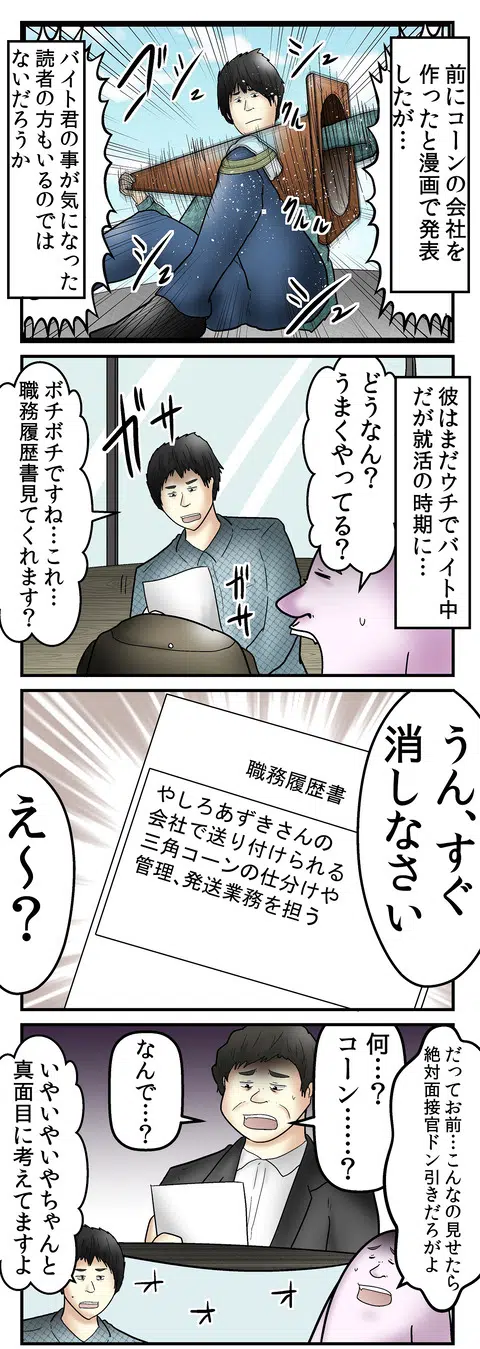 前にコーンの会社を
作ったと漫画で発表
したが…
クルッ
クルル
バイト君の事が気になった
読者の方もいるのでは
ないだろうか
彼はまだウチでバイト中
だが就活の時期に…
どうなん?
うまくやってる?
ガサ
ガサ
ボチボチですね…これ…
職務履歴書見てくれます?
うん、すぐ
消しなさい
職務履歴書
やしろあずきさんの
会社で送り付けられる
三角コーンの仕分けや
管理、発送業務を担う
え〜?
だってお前…こんなの見せたら
絶対面接官ドン引きだろがよ
何…?
コーン……?
なんで…?
いやいやいやちゃんと
真面目に考えてますよ